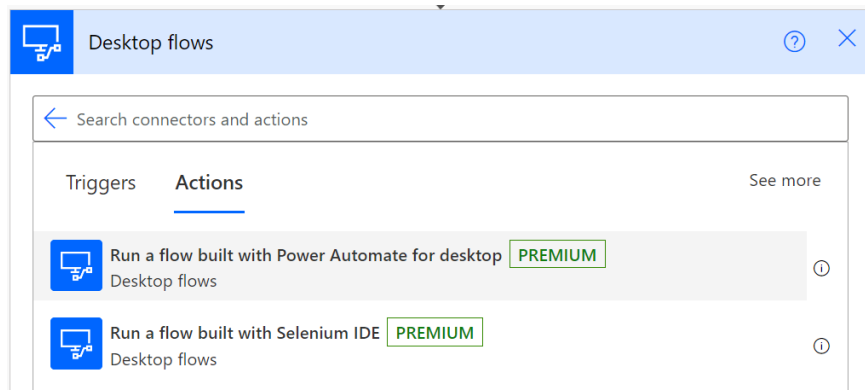 Desktop flows
Search connectors and actions
Triggers Actions See more
Run a flow built with Power Automate for desktop PREMIUM
Desktop flows
Run a flow built with Selenium IDE PREMIUM
Desktop flows